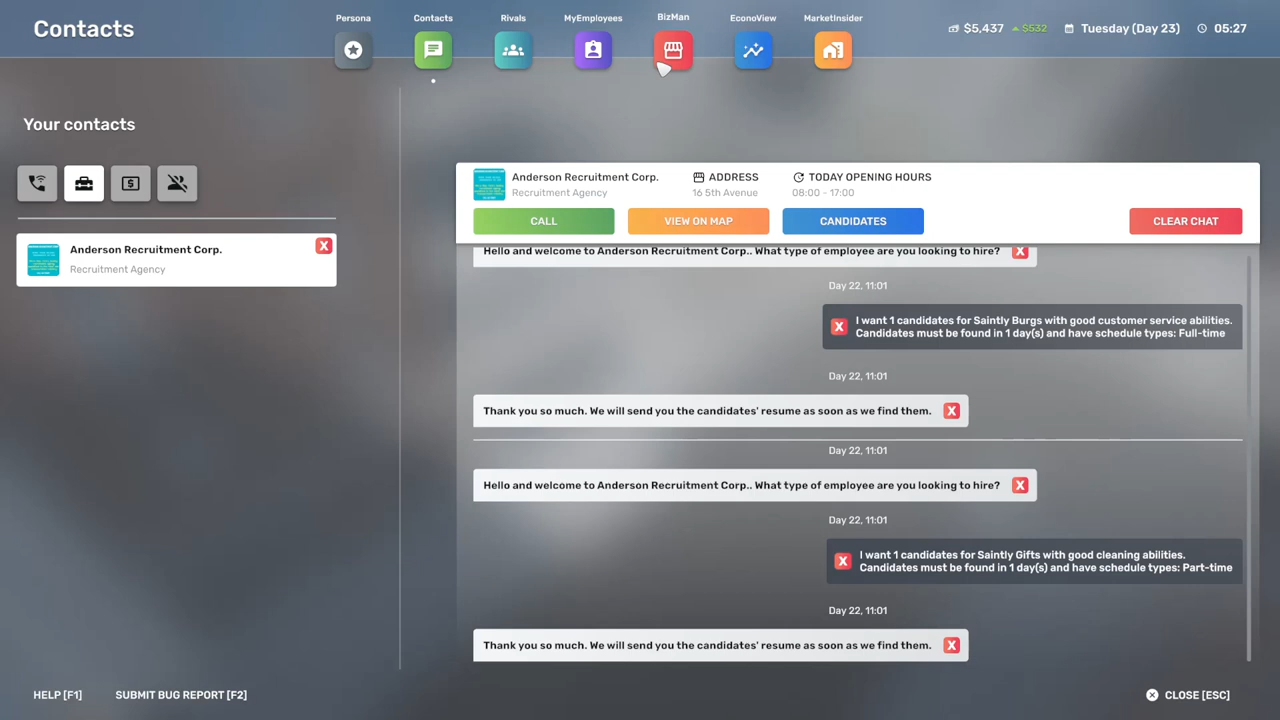 Contacts
Persona
Contacts
Rivals
MyEmployees
BizMan
EconoView
MarketInsider
$5,437
$532
Tuesday (Day 23)
05:27
Your contacts
Anderson Recruitment Corp.
Recruitment Agency
X
Anderson Recruitment Corp.
Recruitment Agency
ADDRESS
16 5th Avenue
TODAY OPENING HOURS
08:00 - 17:00
CALL
VIEW ON MAP
CANDIDATES
CLEAR CHAT
Hello and welcome to Anderson Recruitment Corp.. What type of employee are you looking to hire?
X
Day 22, 11:01
X
I want 1 candidates for Saintly Burgs with good customer service abilities.
Candidates must be found in 1 day(s) and have schedule types: Full-time
Day 22, 11:01
Thank you so much. We will send you the candidates' resume as soon as we find them.
X
Day 22, 11:01
Hello and welcome to Anderson Recruitment Corp.. What type of employee are you looking to hire?
X
Day 22, 11:01
X
I want 1 candidates for Saintly Gifts with good cleaning abilities.
Candidates must be found in 1 day(s) and have schedule types: Part-time
Day 22, 11:01
Thank you so much. We will send you the candidates' resume as soon as we find them.
X
HELP [F1]
SUBMIT BUG REPORT [F2]
CLOSE [ESC]